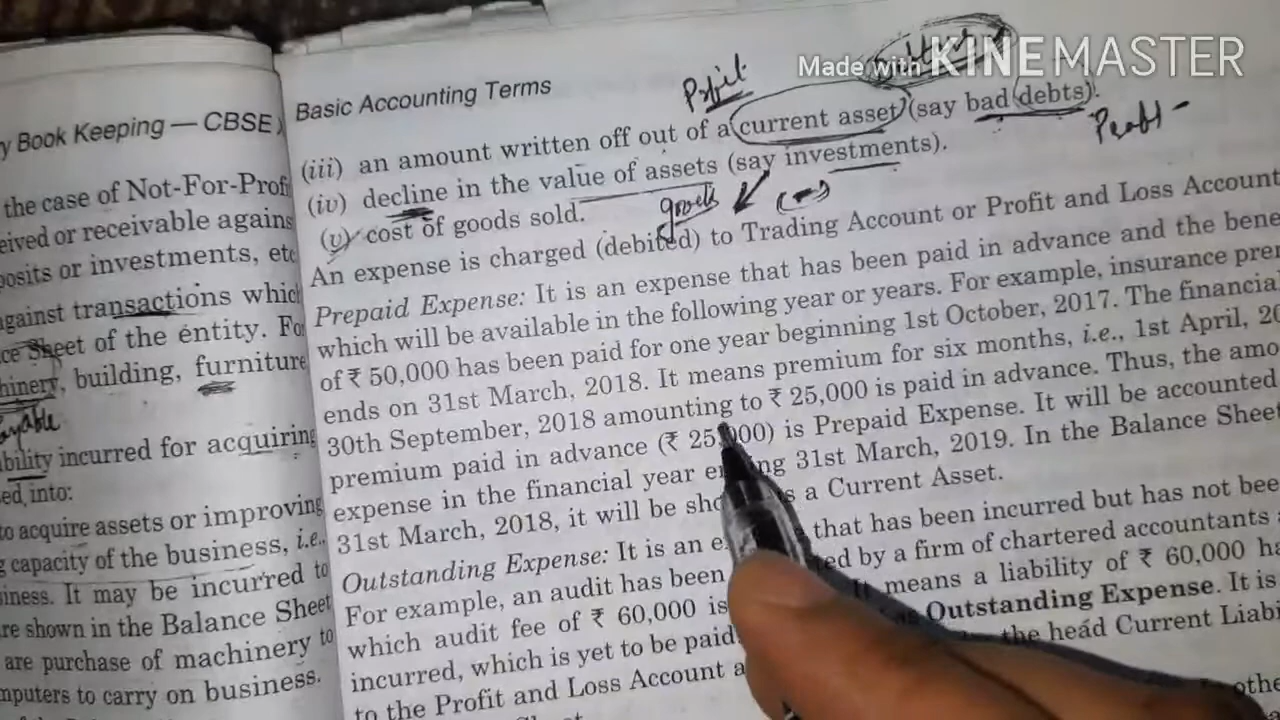 Made with KINEMASTER
y Book Keeping — CBSE
the case of Not-For-Profi
eived or receivable agains
posits or investments, etc
against transactions which
ce Sheet of the entity. Fo
hinery, building, furniture
ayable
bility incurred for acquiring
ed, into:
to acquire assets or improving
g capacity of the business, i.e.
siness. It may be incurred to
re shown in the Balance Sheet
are purchase of machinery to
mputers to carry on business.
Basic Accounting Terms
Profit
(iii) an amount written off out of a current asset (say bad debts).
(iv) decline in the value of assets (say investments).
(v) cost of goods sold.
goods
(–)
An expense is charged (debited) to Trading Account or Profit and Loss Account
Prepaid Expense: It is an expense that has been paid in advance and the bene
which will be available in the following year or years. For example, insurance prem
of ₹ 50,000 has been paid for one year beginning 1st October, 2017. The financia
ends on 31st March, 2018. It means premium for six months, i.e., 1st April, 20
30th September, 2018 amounting to ₹ 25,000 is paid in advance. Thus, the amo
premium paid in advance (₹ 25,000) is Prepaid Expense. It will be accounted
expense in the financial year ending 31st March, 2019. In the Balance Sheet
31st March, 2018, it will be sho s a Current Asset.
Outstanding Expense: It is an e that has been incurred but has not bee
For example, an audit has been ed by a firm of chartered accountants
which audit fee of ₹ 60,000 is It means a liability of ₹ 60,000 ha
incurred, which is yet to be paid. as Outstanding Expense. It is
to the Profit and Loss Account a the head Current Liabi